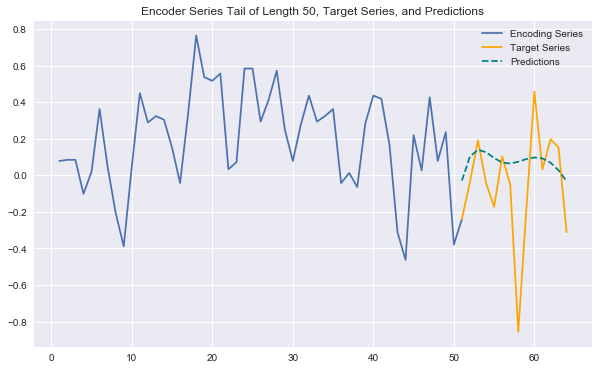 Encoder Series Tail of Length 50, Target Series, and Predictions
Encoding Series
Target Series
Predictions
0.8
0.6
0.4
0.2
0.0
−0.2
−0.4
−0.6
−0.8
0 10 20 30 40 50 60